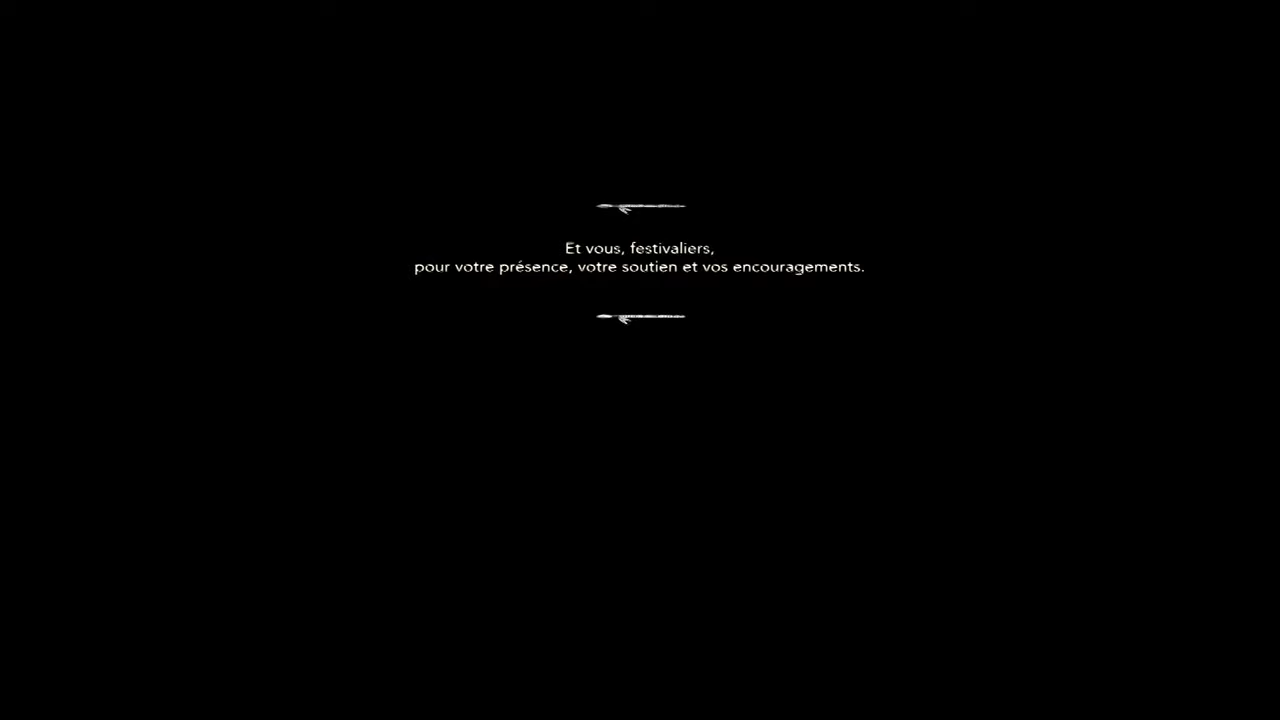 Et vous, festivaliers,
pour votre présence, votre soutien et vos encouragements.